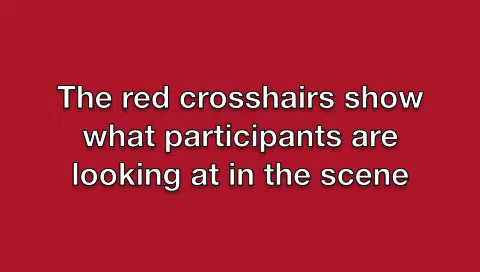 The red crosshairs show
what participants are
looking at in the scene